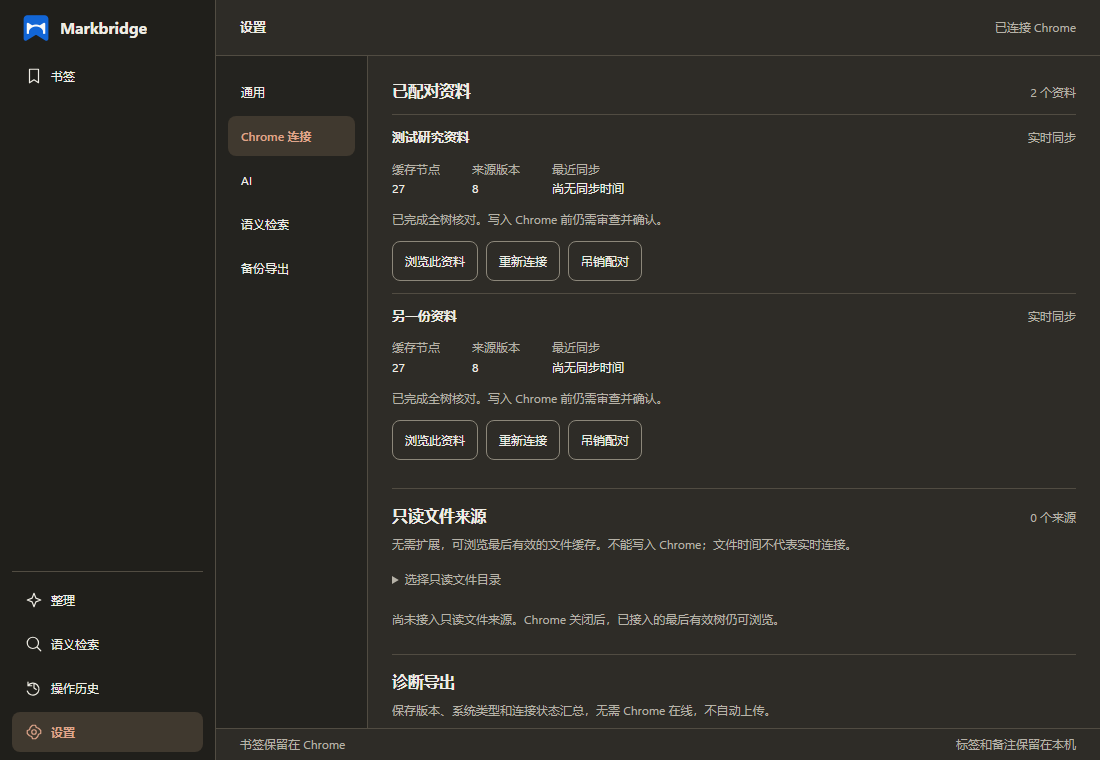 Markbridge
书签
整理
语义检索
操作历史
设置
设置
已连接 Chrome
通用
Chrome 连接
AI
语义检索
备份导出
已配对资料
2 个资料
测试研究资料
实时同步
缓存节点 来源版本 最近同步
27 8 尚无同步时间
已完成全树核对。写入 Chrome 前仍需审查并确认。
浏览此资料 重新连接 吊销配对
另一份资料
实时同步
缓存节点 来源版本 最近同步
27 8 尚无同步时间
已完成全树核对。写入 Chrome 前仍需审查并确认。
浏览此资料 重新连接 吊销配对
只读文件来源
0 个来源
无需扩展，可浏览最后有效的文件缓存。不能写入 Chrome；文件时间不代表实时连接。
选择只读文件目录
尚未接入只读文件来源。Chrome 关闭后，已接入的最后有效树仍可浏览。
诊断导出
保存版本、系统类型和连接状态汇总，无需 Chrome 在线，不自动上传。
书签保留在 Chrome
标签和备注保留在本机